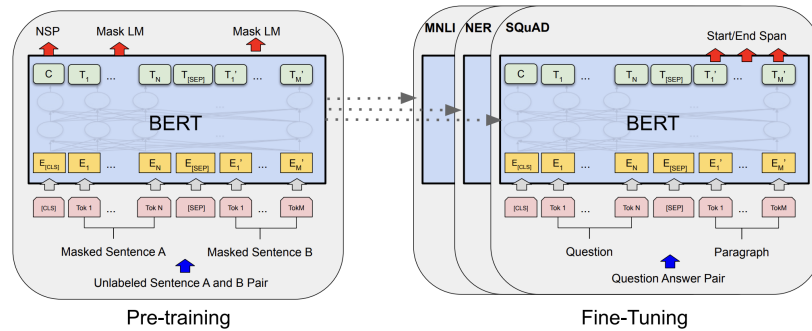 NSP Mask LM Mask LM
C T1 ... TN T[SEP] T1' ... TM'
BERT
E[CLS] E1 ... EN E[SEP] E1' ... EM'
[CLS] Tok 1 ... Tok N [SEP] Tok 1 ... TokM
Masked Sentence A Masked Sentence B
Unlabeled Sentence A and B Pair
Pre-training
MNLI NER SQuAD
Start/End Span
C T1 ... TN T[SEP] T1' ... TM'
BERT
E[CLS] E1 ... EN E[SEP] E1' ... EM'
[CLS] Tok 1 ... Tok N [SEP] Tok 1 ... TokM
Question Paragraph
Question Answer Pair
Fine-Tuning